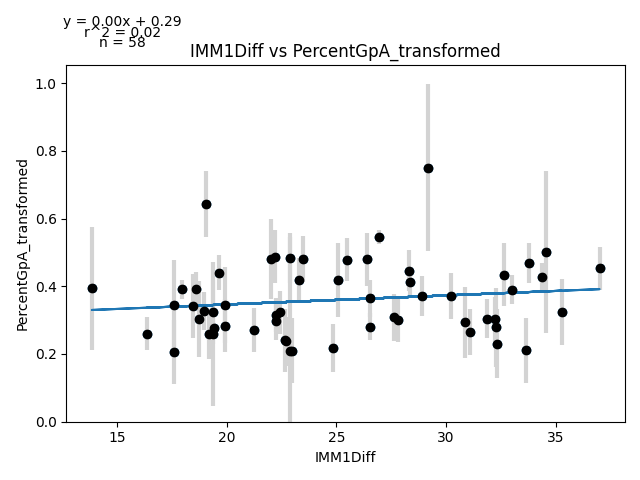 y = 0.00x + 0.29
r^2 = 0.02
n = 58
IMM1Diff vs PercentGpA_transformed
1.0
0.8
0.6
0.4
0.2
0.0
PercentGpA_transformed
15 20 25 30 35
IMM1Diff